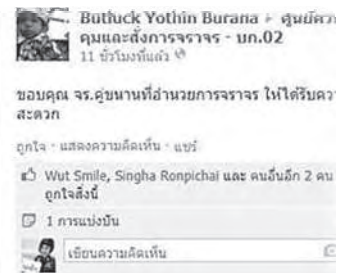 Butfuck Yothin Burana ▸ ศูนย์ควา
คุมและสั่งการจราจร - บก.02
11 ชั่วโมงที่แล้ว
ขอบคุณ จร.คู่ขนานที่อำนวยการจราจร ให้ได้รับควา
สะดวก
ถูกใจ · แสดงความคิดเห็น · แชร์
Wut Smile, Singha Ronpichai และ คนอื่นอีก 2 คน
ถูกใจสิ่งนี้
1 การแบ่งปัน
เขียนความคิดเห็น